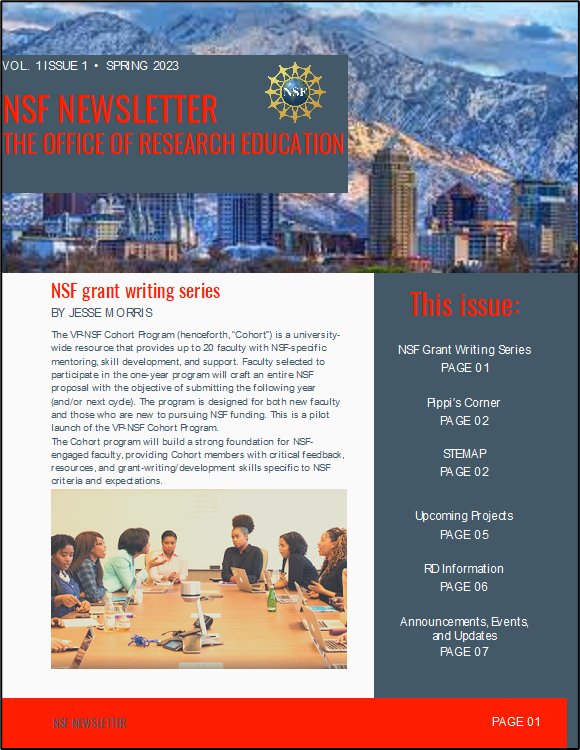 VOL. 1 ISSUE 1 • SPRING 2023
NSF
NSF NEWSLETTER
THE OFFICE OF RESEARCH EDUCATION
NSF grant writing series
BY JESSE MORRIS
The VP-NSF Cohort Program (henceforth, "Cohort") is a university-
wide resource that provides up to 20 faculty with NSF-specific
mentoring, skill development, and support. Faculty selected to
participate in the one-year program will craft an entire NSF
proposal with the objective of submitting the following year
(and/or next cycle). The program is designed for both new faculty
and those who are new to pursuing NSF funding. This is a pilot
launch of the VP-NSF Cohort Program.
The Cohort program will build a strong foundation for NSF-
engaged faculty, providing Cohort members with critical feedback,
resources, and grant-writing/development skills specific to NSF
criteria and expectations.
This issue:
NSF Grant Writing Series
PAGE 01
Pippi's Corner
PAGE 02
STEMAP
PAGE 02
Upcoming Projects
PAGE 05
RD Information
PAGE 06
Announcements, Events,
and Updates
PAGE 07
NSF NEWSLETTER
PAGE 01